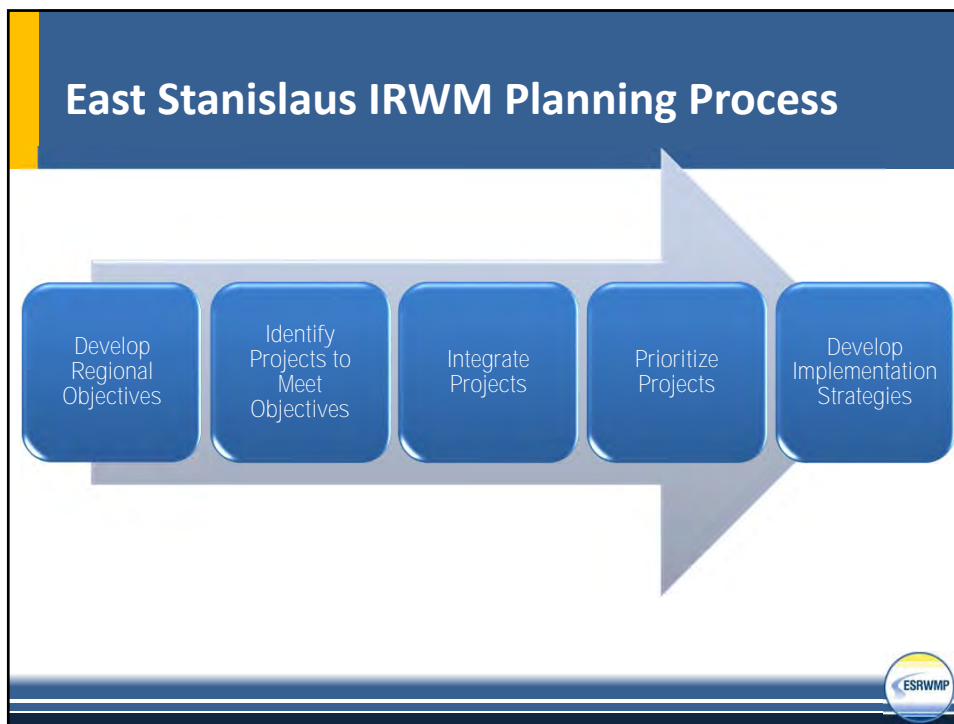 East Stanislaus IRWM Planning Process
Develop
Regional
Objectives
Identify
Projects to
Meet
Objectives
Integrate
Projects
Prioritize
Projects
Develop
Implementation
Strategies
ESRWMP